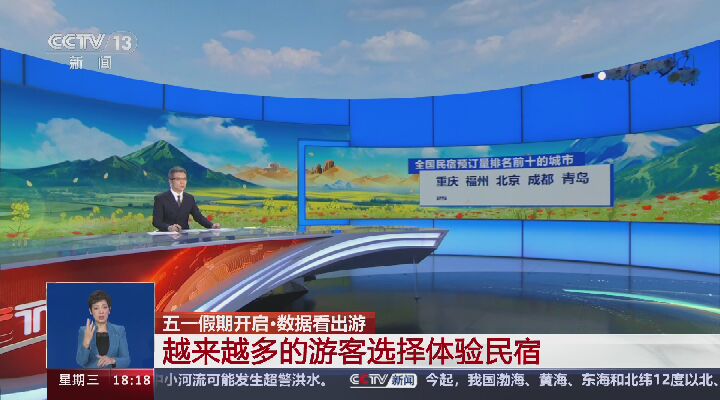 CCTV 13
新闻
全国民宿预订量排名前十的城市
重庆 福州 北京 成都 青岛
五一假期开启·数据看出游
越来越多的游客选择体验民宿
星期三 18:18 中小河流可能发生超警洪水。 CCTV 新闻 今起，我国渤海、黄海、东海和北纬12度以北、